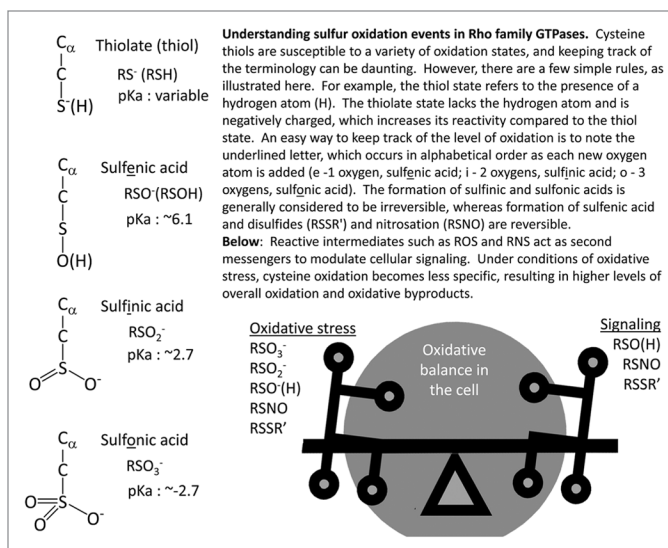 Cα Thiolate (thiol)
C RS⁻ (RSH)
S⁻(H) pKa : variable
Cα Sulfenic acid
C RSO⁻(RSOH)
S pKa : ~6.1
O(H)
Cα Sulfinic acid
C RSO₂⁻
S pKa : ~2.7
O O⁻
Cα Sulfonic acid
C RSO₃⁻
O S pKa : ~-2.7
O O⁻
Understanding sulfur oxidation events in Rho family GTPases. Cysteine
thiols are susceptible to a variety of oxidation states, and keeping track of
the terminology can be daunting. However, there are a few simple rules, as
illustrated here. For example, the thiol state refers to the presence of a
hydrogen atom (H). The thiolate state lacks the hydrogen atom and is
negatively charged, which increases its reactivity compared to the thiol
state. An easy way to keep track of the level of oxidation is to note the
underlined letter, which occurs in alphabetical order as each new oxygen
atom is added (e -1 oxygen, sulfenic acid; i - 2 oxygens, sulfinic acid; o - 3
oxygens, sulfonic acid). The formation of sulfinic and sulfonic acids is
generally considered to be irreversible, whereas formation of sulfenic acid
and disulfides (RSSR') and nitrosation (RSNO) are reversible.
Below: Reactive intermediates such as ROS and RNS act as second
messengers to modulate cellular signaling. Under conditions of oxidative
stress, cysteine oxidation becomes less specific, resulting in higher levels of
overall oxidation and oxidative byproducts.
Oxidative stress
RSO₃⁻
RSO₂⁻
RSO⁻(H)
RSNO
RSSR'
Oxidative
balance in
the cell
Signaling
RSO(H)
RSNO
RSSR'